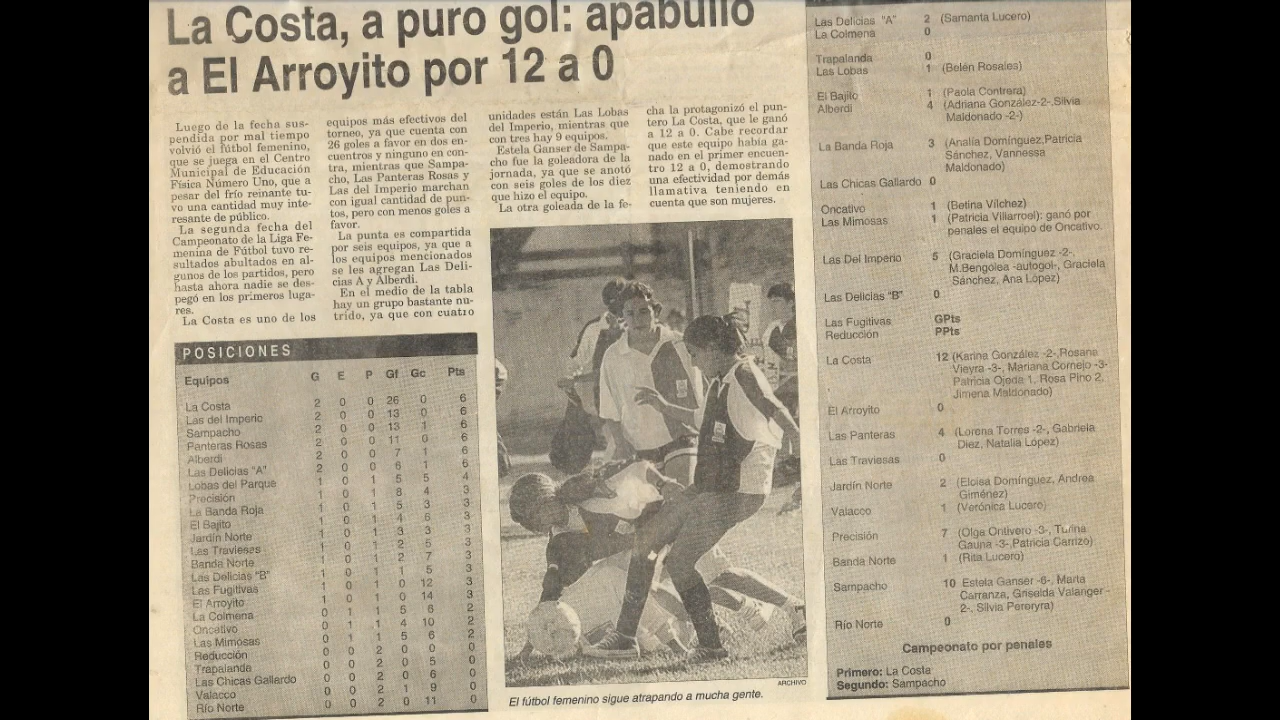 La Costa, a puro gol: apabulló
a El Arroyito por 12 a 0
Luego de la fecha sus-
pendida por mal tiempo
volvió el fútbol femenino,
que se juega en el Centro
Municipal de Educación
Física Número Uno, que a
pesar del frío reinante tu-
vo una cantidad muy inte-
resante de público.
La segunda fecha del
Campeonato de la Liga Fe-
menina de Fútbol tuvo re-
sultados abultados en al-
gunos de los partidos, pero
hasta ahora nadie se des-
pegó en los primeros luga-
res.
La Costa es uno de los
equipos más efectivos del
torneo, ya que cuenta con
26 goles a favor en dos en-
cuentros y ninguno en con-
tra, mientras que Sampa-
cho, Las Panteras Rosas y
Las del Imperio marchan
con igual cantidad de pun-
tos, pero con menos goles a
favor.
La punta es compartida
por seis equipos, ya que a
los equipos mencionados
se les agregan Las Deli-
cias A y Alberdi.
En el medio de la tabla
hay un grupo bastante nu-
trido, ya que con cuatro
unidades están Las Lobas
del Imperio, mientras que
con tres hay 9 equipos.
Estela Ganser de Sampa-
cho fue la goleadora de la
jornada, ya que se anotó
con seis goles de los diez
que hizo el equipo.
La otra goleada de la fe-
cha la protagonizó el pun-
tero La Costa, que le ganó
a 12 a 0. Cabe recordar
que este equipo había ga-
nado en el primer encuen-
tro 12 a 0, demostrando
una efectividad por demás
llamativa teniendo en
cuenta que son mujeres.
POSICIONES
Equipos G E P Gf Gc Pts
La Costa 2 0 0 26 0 6
Las del Imperio 2 0 0 13 0 6
Sampacho 2 0 0 13 1 6
Panteras Rosas 2 0 0 11 0 6
Alberdi 2 0 0 7 1 6
Las Delicias "A" 2 0 0 6 1 6
Lobas del Parque 1 0 1 5 5 4
Precisión 1 0 1 8 4 3
La Banda Roja 1 0 1 5 3 3
El Bajito 1 0 1 4 6 3
Jardín Norte 1 0 1 3 3 3
Las Traviesas 1 0 1 2 5 3
Banda Norte 1 0 1 2 7 3
Las Delicias "B" 1 0 1 1 5 3
Las Fugitivas 1 0 1 0 12 3
El Arroyito 1 0 1 0 14 3
La Colmena 0 1 1 5 6 2
Oncativo 0 1 1 4 10 2
Las Mimosas 0 1 1 5 6 2
Reducción 0 0 2 0 0 0
Trapalanda 0 0 2 0 5 0
Las Chicas Gallardo 0 0 2 0 6 0
Valacco 0 0 2 1 9 0
Río Norte 0 0 2 0 11 0
ARCHIVO
El fútbol femenino sigue atrapando a mucha gente.
Las Delicias "A" 2 (Samanta Lucero)
La Colmena 0
Trapalanda 0
Las Lobas 1 (Belén Rosales)
El Bajito 1 (Paola Contrera)
Alberdi 4 (Adriana González-2-,Silvia
Maldonado -2-)
La Banda Roja 3 (Analía Domínguez,Patricia
Sánchez, Vannessa
Maldonado)
Las Chicas Gallardo 0
Oncativo 1 (Betina Vílchez)
Las Mimosas 1 (Patricia Villarroel): ganó por
penales el equipo de Oncativo.
Las Del Imperio 5 (Graciela Domínguez -2-,
M.Bengolea -autogol-, Graciela
Sánchez, Ana López)
Las Delicias "B" 0
Las Fugitivas GPts
Reducción PPts
La Costa 12 (Karina González -2-,Rosana
Vieyra -3-, Mariana Cornejo -3-
Patricia Ojeda 1, Rosa Pino 2,
Jimena Maldonado)
El Arroyito 0
Las Panteras 4 (Lorena Torres -2-, Gabriela
Diez, Natalia López)
Las Traviesas 0
Jardín Norte 2 (Eloisa Domínguez, Andrea
Giménez)
Valacco 1 (Verónica Lucero)
Precisión 7 (Olga Ontivero -3-, Turina
Gauna -3-,Patricia Carrizo)
Banda Norte 1 (Rita Lucero)
Sampacho 10 Estela Ganser -6-, Marta
Carranza, Griselda Valanger -
2-, Silvia Pereryra)
Río Norte 0
Campeonato por penales
Primero: La Costa
Segundo: Sampacho